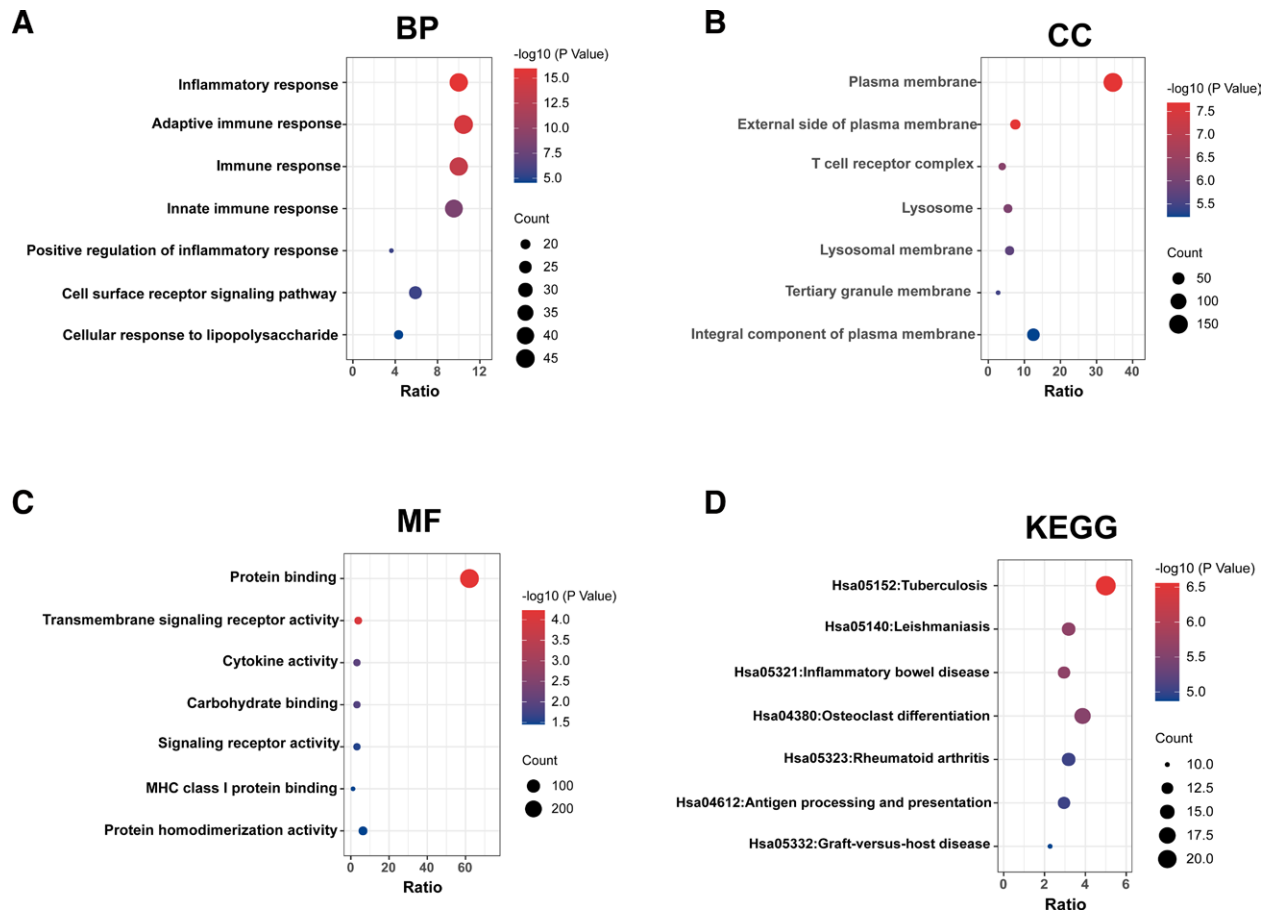 A
BP
Inflammatory response
Adaptive immune response
Immune response
Innate immune response
Positive regulation of inflammatory response
Cell surface receptor signaling pathway
Cellular response to lipopolysaccharide
0 4 8 12
Ratio
-log10 (P Value)
15.0
12.5
10.0
7.5
5.0
Count
20
25
30
35
40
45
B
CC
Plasma membrane
External side of plasma membrane
T cell receptor complex
Lysosome
Lysosomal membrane
Tertiary granule membrane
Integral component of plasma membrane
0 10 20 30 40
Ratio
-log10 (P Value)
7.5
7.0
6.5
6.0
5.5
Count
50
100
150
C
MF
Protein binding
Transmembrane signaling receptor activity
Cytokine activity
Carbohydrate binding
Signaling receptor activity
MHC class I protein binding
Protein homodimerization activity
0 20 40 60
Ratio
-log10 (P Value)
4.0
3.5
3.0
2.5
2.0
1.5
Count
100
200
D
KEGG
Hsa05152:Tuberculosis
Hsa05140:Leishmaniasis
Hsa05321:Inflammatory bowel disease
Hsa04380:Osteoclast differentiation
Hsa05323:Rheumatoid arthritis
Hsa04612:Antigen processing and presentation
Hsa05332:Graft-versus-host disease
0 2 4 6
Ratio
-log10 (P Value)
6.5
6.0
5.5
5.0
Count
10.0
12.5
15.0
17.5
20.0